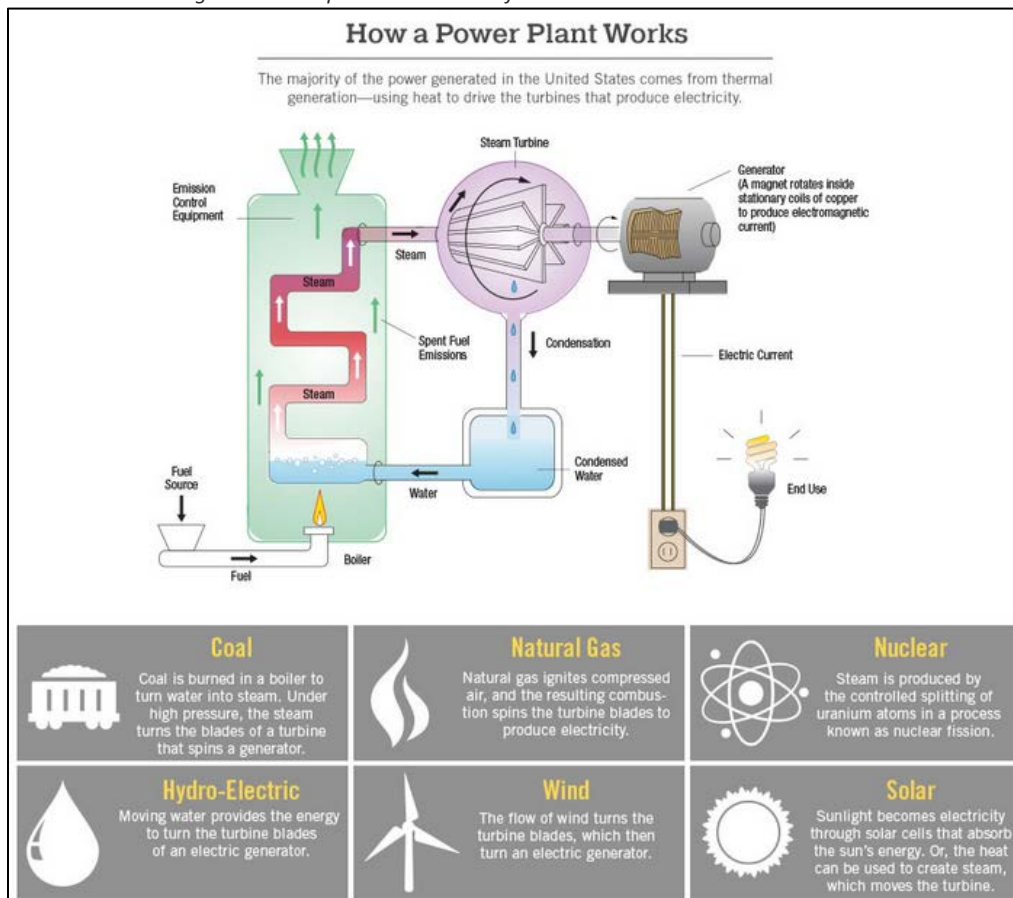 How a Power Plant Works
The majority of the power generated in the United States comes from thermal
generation—using heat to drive the turbines that produce electricity.
Steam Turbine
Generator
(A magnet rotates inside
stationary coils of copper
to produce electromagnetic
current)
Emission
Control
Equipment
Steam
Steam
Spent Fuel
Emissions
Condensation
Electric Current
Steam
Fuel
Source
Water
Condensed
Water
End Use
Boiler
Fuel
Coal
Coal is burned in a boiler to
turn water into steam. Under
high pressure, the steam
turns the blades of a turbine
that spins a generator.
Natural Gas
Natural gas ignites compressed
air, and the resulting combus-
tion spins the turbine blades to
produce electricity.
Nuclear
Steam is produced by
the controlled splitting of
uranium atoms in a process
known as nuclear fission.
Hydro-Electric
Moving water provides the energy
to turn the turbine blades
of an electric generator.
Wind
The flow of wind turns the
turbine blades, which then
turn an electric generator.
Solar
Sunlight becomes electricity
through solar cells that absorb
the sun's energy. Or, the heat
can be used to create steam,
which moves the turbine.